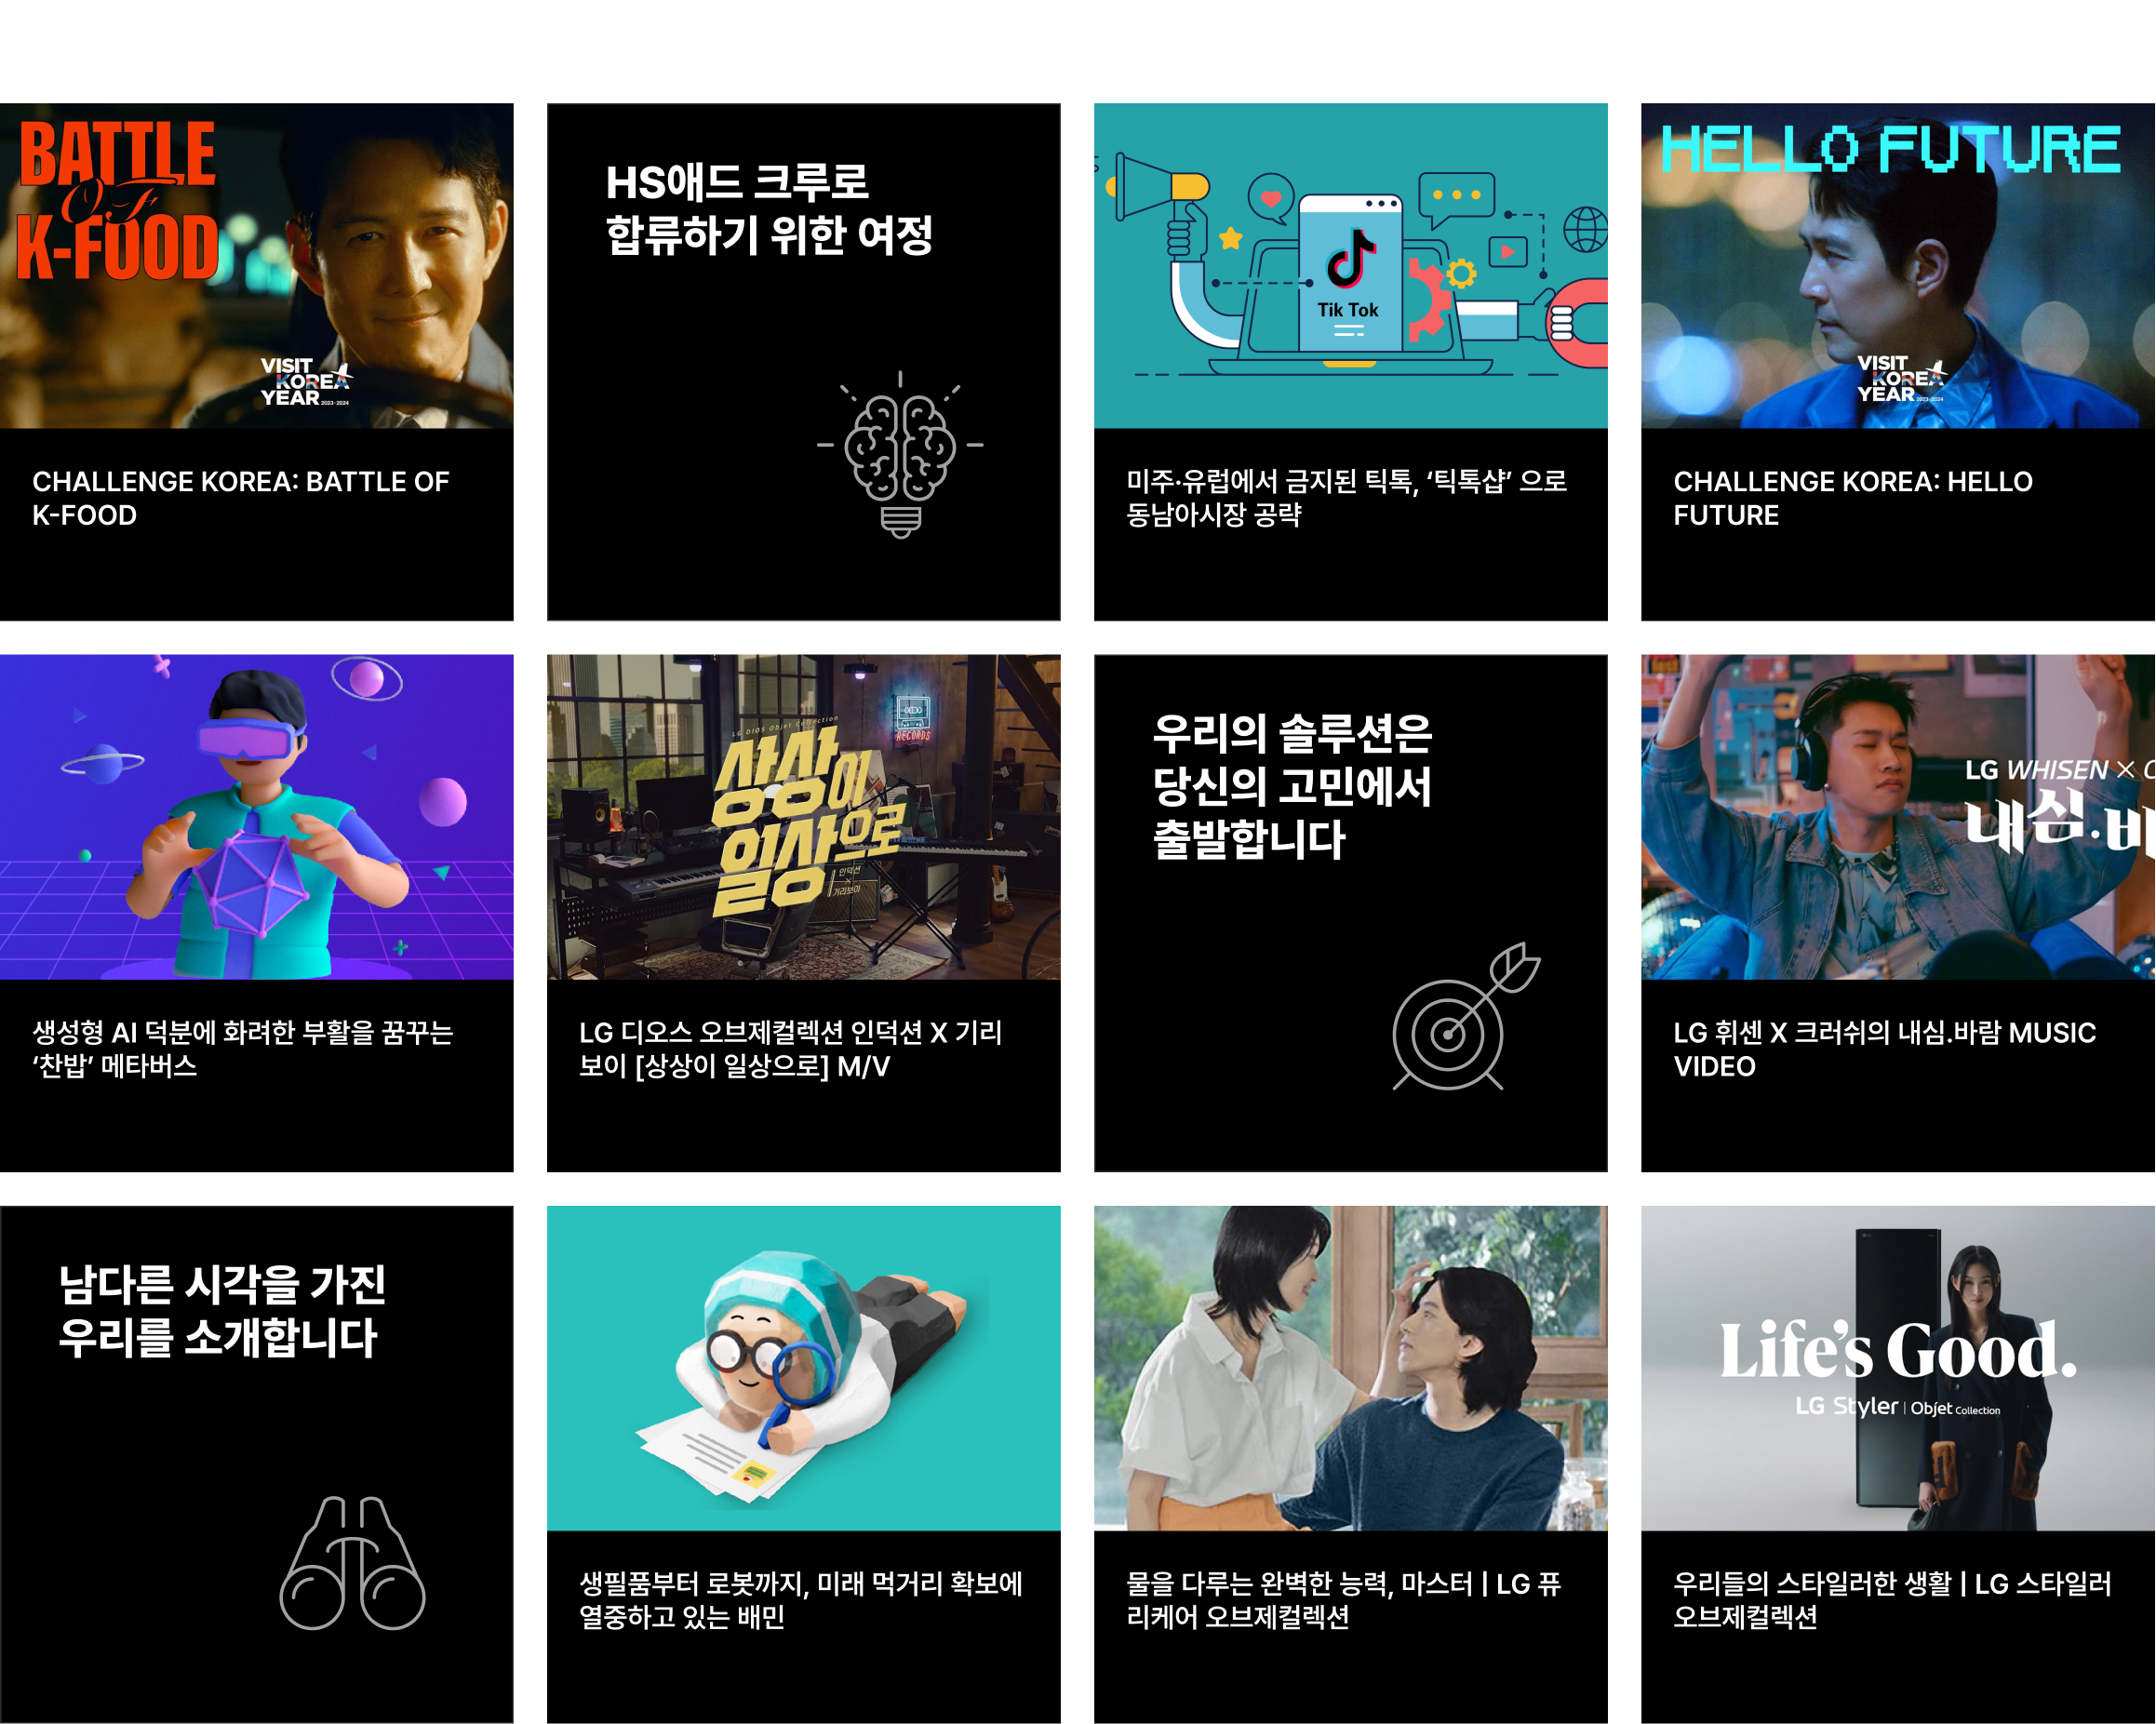 BATTLE
OF
K-FOOD
VISIT
KOREA
YEAR 2023-2024
CHALLENGE KOREA: BATTLE OF
K-FOOD
HS애드 크루로
합류하기 위한 여정
Tik Tok
미주·유럽에서 금지된 틱톡, ‘틱톡샵’ 으로
동남아시장 공략
HELLO FUTURE
VISIT
KOREA
YEAR 2023-2024
CHALLENGE KOREA: HELLO
FUTURE
생성형 AI 덕분에 화려한 부활을 꿈꾸는
‘찬밥’ 메타버스
LG DIOS Objet Collection
RECORDS
상상이
일상으로
인덕션
×
기리보이
LG 디오스 오브제컬렉션 인덕션 X 기리
보이 [상상이 일상으로] M/V
우리의 솔루션은
당신의 고민에서
출발합니다
LG WHISEN × C
내심.바
LG 휘센 X 크러쉬의 내심.바람 MUSIC
VIDEO
남다른 시각을 가진
우리를 소개합니다
생필품부터 로봇까지, 미래 먹거리 확보에
열중하고 있는 배민
물을 다루는 완벽한 능력, 마스터 | LG 퓨
리케어 오브제컬렉션
Life's Good.
LG Styler | Objet Collection
우리들의 스타일러한 생활 | LG 스타일러
오브제컬렉션